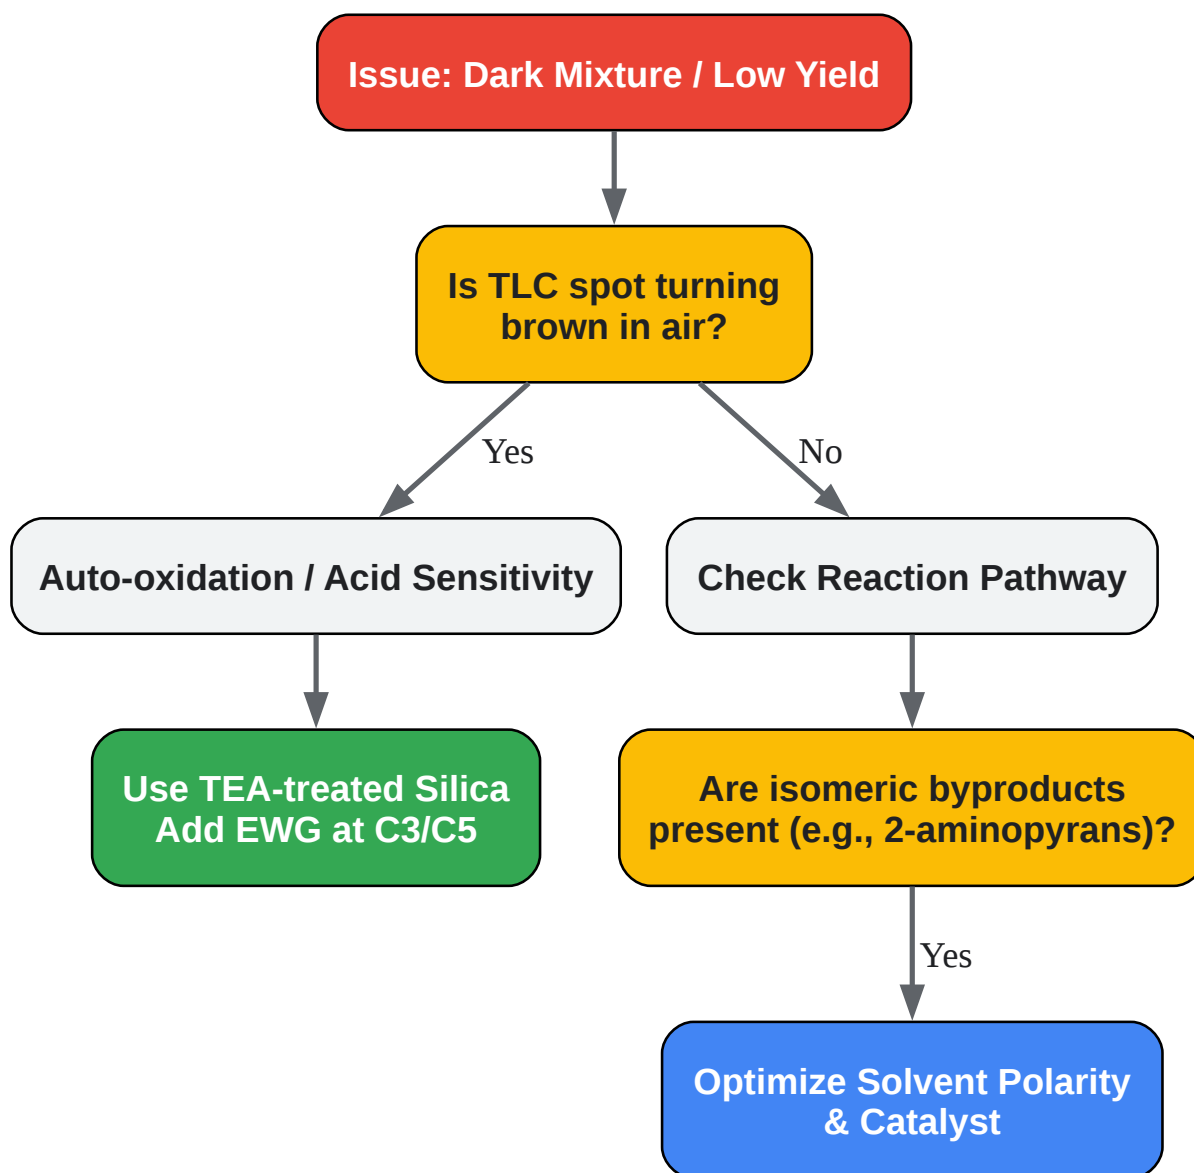 Issue: Dark Mixture / Low Yield
Is TLC spot turning
brown in air?
Yes
No
Auto-oxidation / Acid Sensitivity
Check Reaction Pathway
Use TEA-treated Silica
Add EWG at C3/C5
Are isomeric byproducts
present (e.g., 2-aminopyrans)?
Yes
Optimize Solvent Polarity
& Catalyst